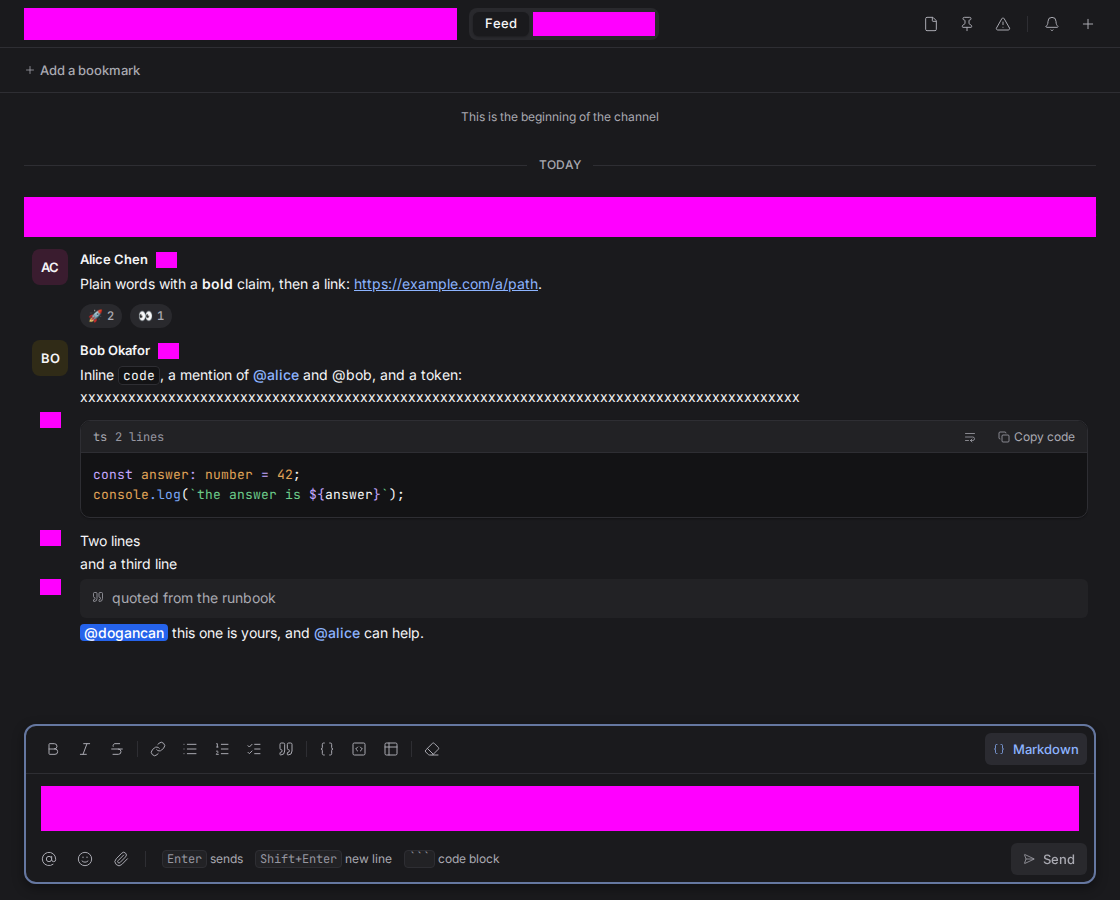 Feed
Add a bookmark
This is the beginning of the channel
TODAY
AC
Alice Chen
Plain words with a bold claim, then a link: https://example.com/a/path.
🚀 2 👀 1
BO
Bob Okafor
Inline code, a mention of @alice and @bob, and a token:
xxxxxxxxxxxxxxxxxxxxxxxxxxxxxxxxxxxxxxxxxxxxxxxxxxxxxxxxxxxxxxxxxxxxxxxxxxxxxxxxxxxxxxxxxx
ts 2 lines
Copy code
const answer: number = 42;
console.log(`the answer is ${answer}`);
Two lines
and a third line
quoted from the runbook
@dogancan this one is yours, and @alice can help.
Markdown
Enter sends Shift+Enter new line ``` code block
Send